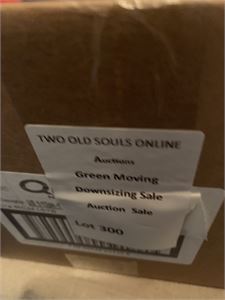 TWO OLD SOULS ONLINE
Auctions
Green Moving
Downsizing Sale
Auction Sale
Lot 300